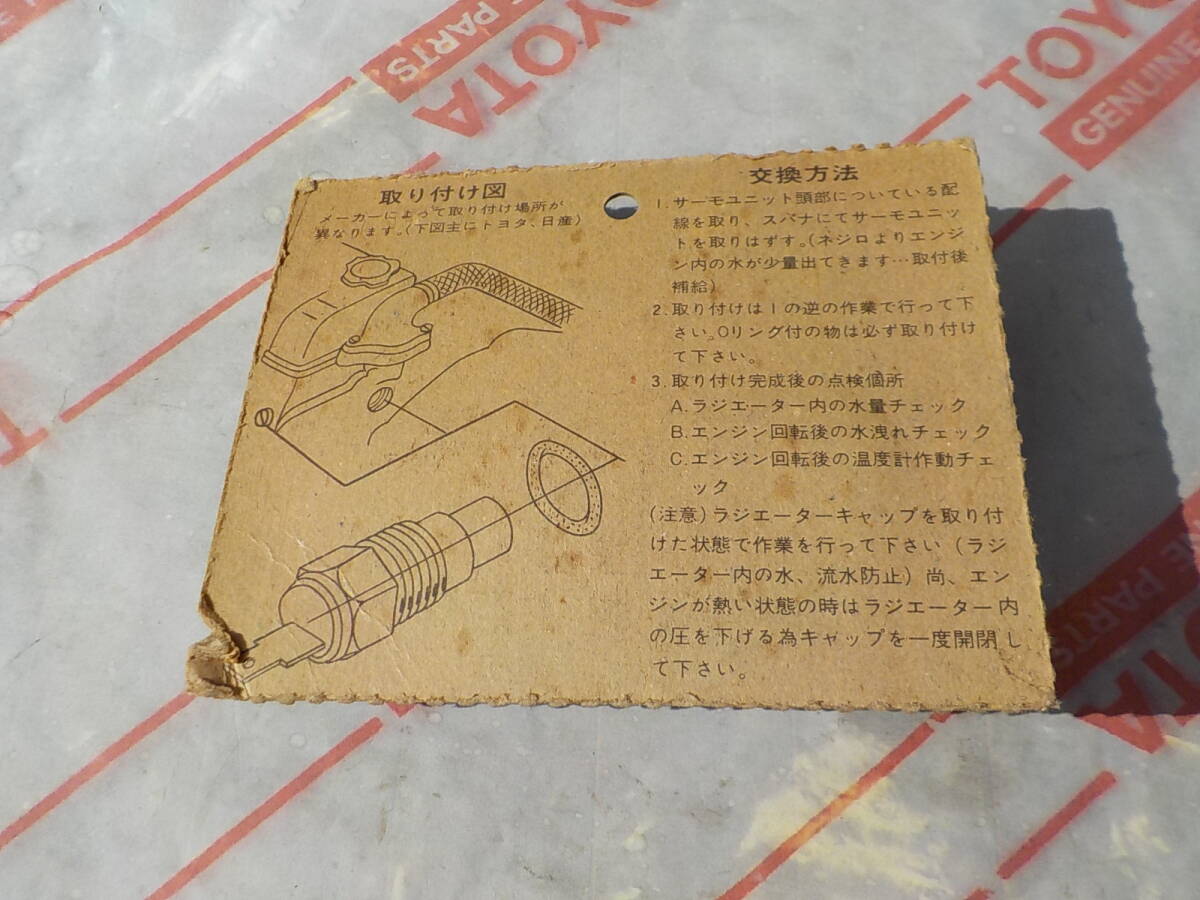 PARTS
TOYOTA
TOYO
GENUINE
取り付け図
メーカーによって取り付け場所が
異なります。(下図主にトヨタ、日産)
交換方法
1. サーモユニット頭部についている配
線を取り、スパナにてサーモユニッ
トを取りはずす。(ネジロよりエンジ
ン内の水が少量出てきます…取付後
補給)
2. 取り付けは1の逆の作業で行って下
さい。Oリング付の物は必ず取り付け
て下さい。
3. 取り付け完成後の点検個所
A. ラジエーター内の水量チェック
B. エンジン回転後の水洩れチェック
C. エンジン回転後の温度計作動チェ
ック
(注意)ラジエーターキャップを取り付
けた状態で作業を行って下さい(ラジ
エーター内の水、流水防止)尚、エン
ジンが熱い状態の時はラジエーター内
の圧を下げる為キャップを一度開閉し
て下さい。
PARTS
OTA